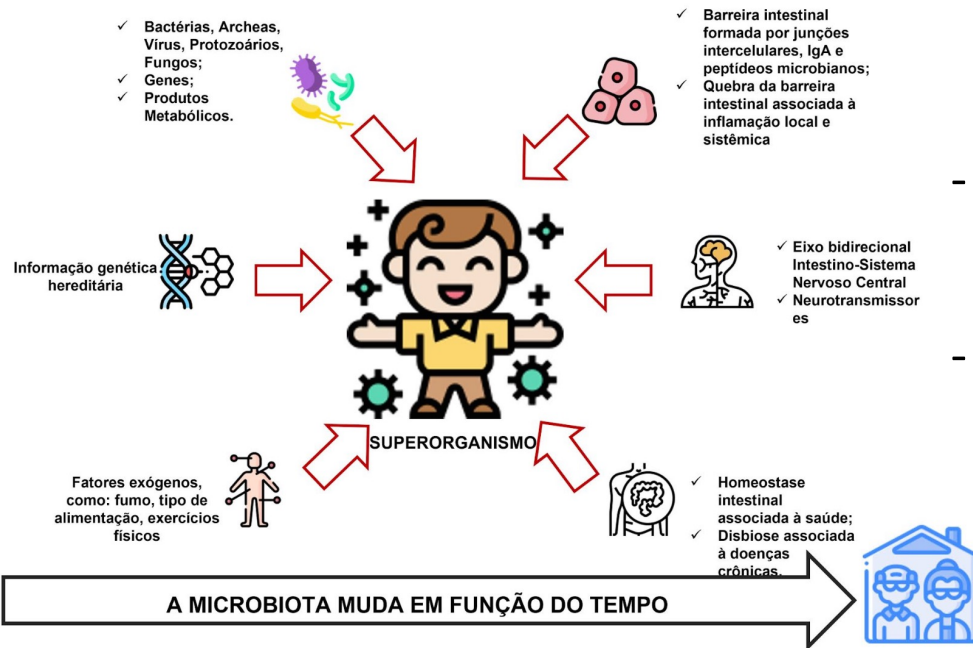 ✓ Bactérias, Archeas,
Vírus, Protozoários,
Fungos;
✓ Genes;
✓ Produtos
Metabólicos.
✓ Barreira intestinal
formada por junções
intercelulares, IgA e
peptídeos microbianos;
✓ Quebra da barreira
intestinal associada à
inflamação local e
sistêmica
Informação genética
hereditária
✓ Eixo bidirecional
Intestino-Sistema
Nervoso Central
✓ Neurotransmissor
es
SUPERORGANISMO
Fatores exógenos,
como: fumo, tipo de
alimentação, exercícios
físicos
✓ Homeostase
intestinal
associada à saúde;
✓ Disbiose associada
à doenças
crônicas.
A MICROBIOTA MUDA EM FUNÇÃO DO TEMPO